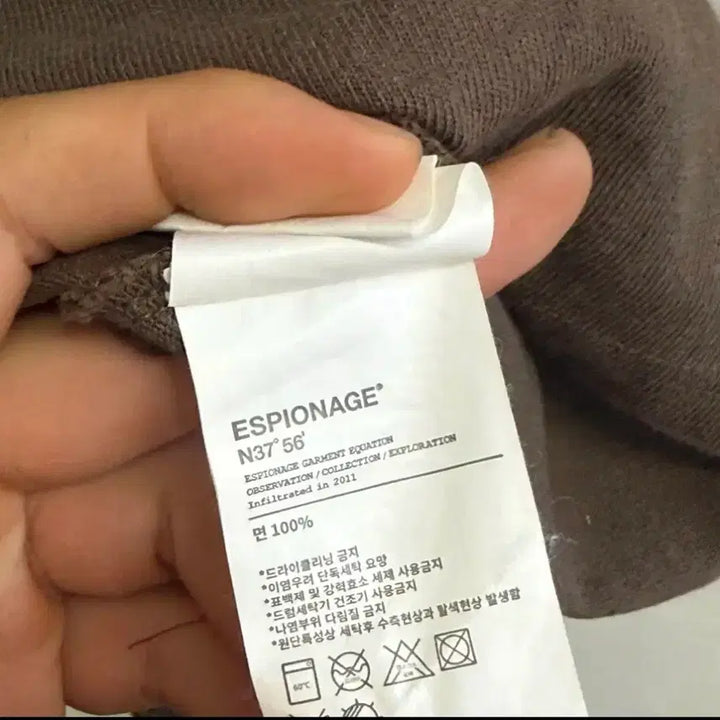 ESPIONAGE®
N37° 56'
ESPIONAGE GARMENT EQUATION
OBSERVATION / COLLECTION / EXPLORATION
Infiltrated in 2011
면 100%
*드라이클리닝 금지
*이염우려 단독세탁 요망
*표백제 및 강력효소 세제 사용금지
*드럼세탁기 건조기 사용금지
*나염부위 다림질 금지
*원단특성상 세탁후 수축현상과 탈색현상 발생함
60℃